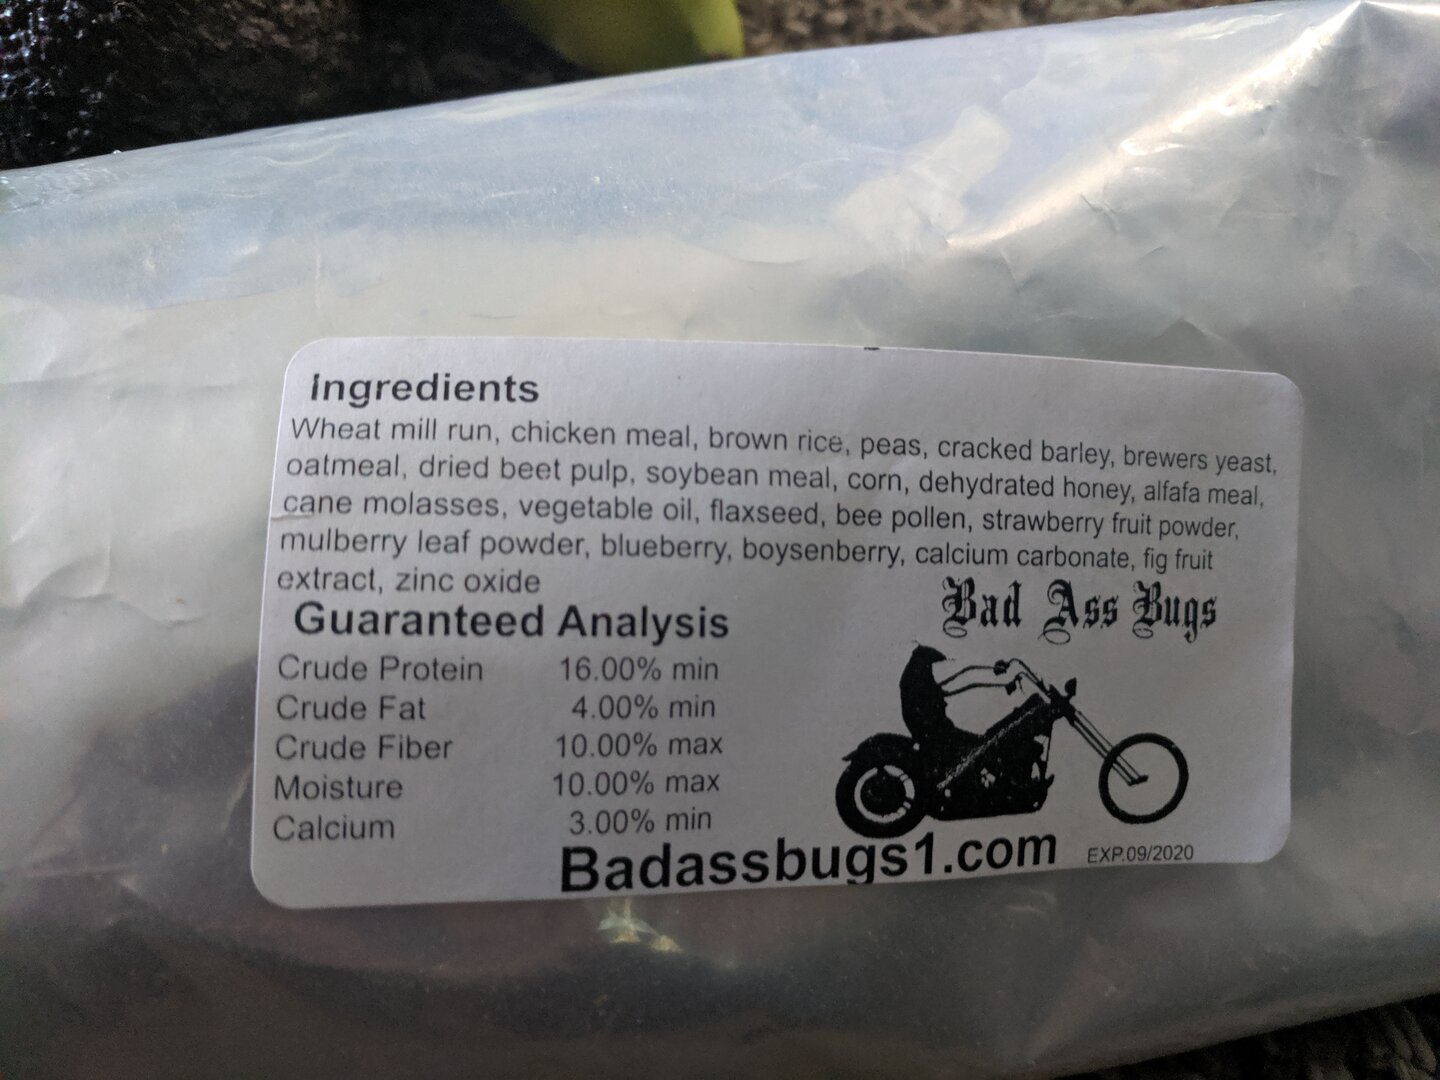 Ingredients
Wheat mill run, chicken meal, brown rice, peas, cracked barley, brewers yeast,
oatmeal, dried beet pulp, soybean meal, corn, dehydrated honey, alfafa meal,
cane molasses, vegetable oil, flaxseed, bee pollen, strawberry fruit powder,
mulberry leaf powder, blueberry, boysenberry, calcium carbonate, fig fruit
extract, zinc oxide
Bad Ass Bugs
Guaranteed Analysis
Crude Protein 16.00% min
Crude Fat 4.00% min
Crude Fiber 10.00% max
Moisture 10.00% max
Calcium 3.00% min
Badassbugs1.com EXP.09/2020